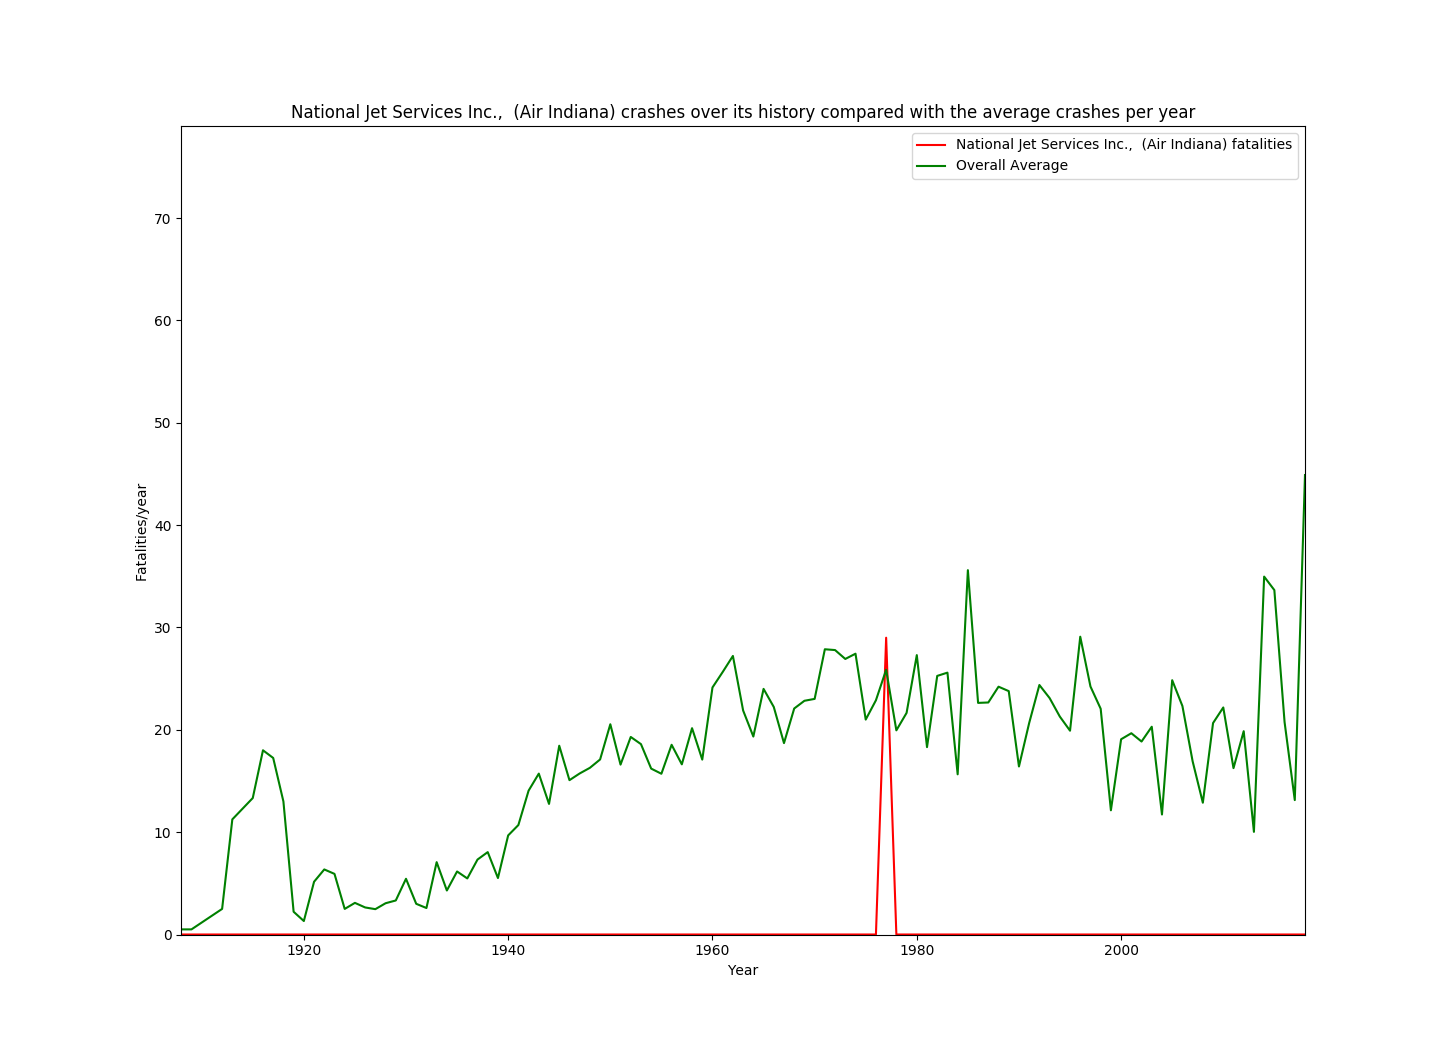 National Jet Services Inc.,  (Air Indiana) crashes over its history compared with the average crashes per year
National Jet Services Inc.,  (Air Indiana) fatalities
Overall Average
70
60
50
40
30
20
10
0
Fatalities/year
1920 1940 1960 1980 2000
Year